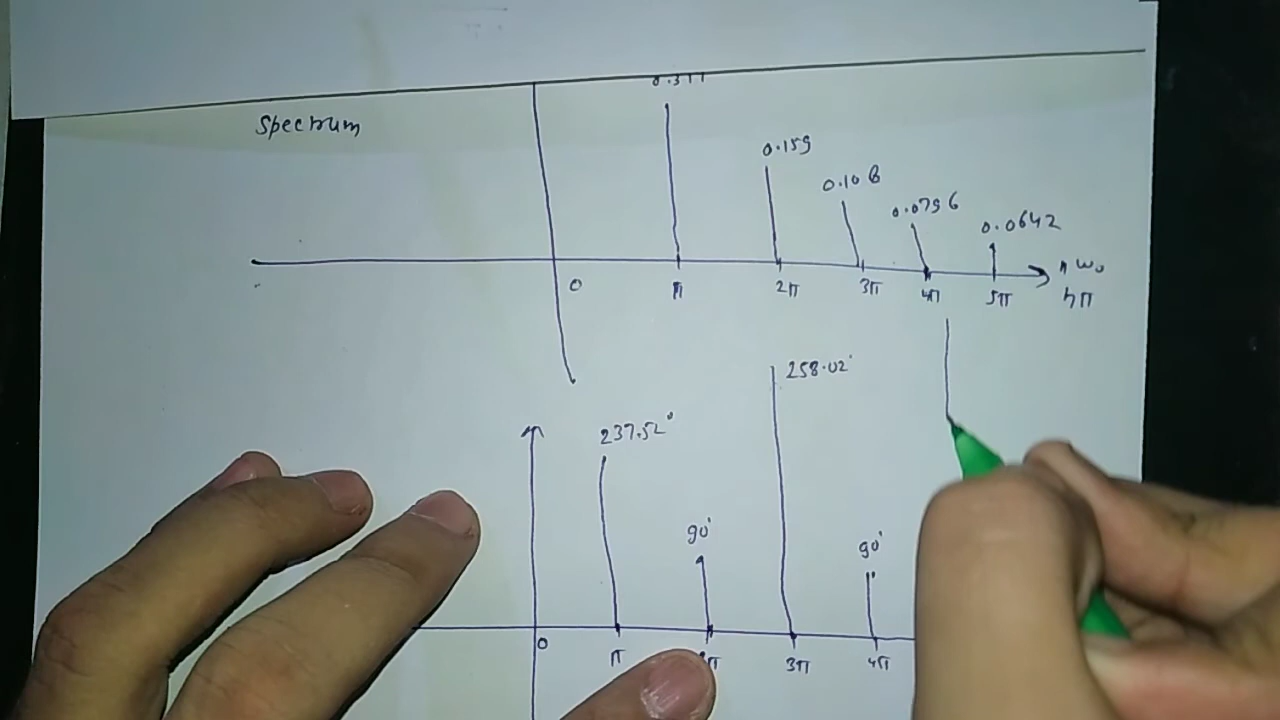 Spectrum
0.159
0.108
0.0796
0.0642
0
π
2π
3π
4π
5π
nω₀
nπ
237.52°
90°
258.02°
90°
0
π
3π
4π